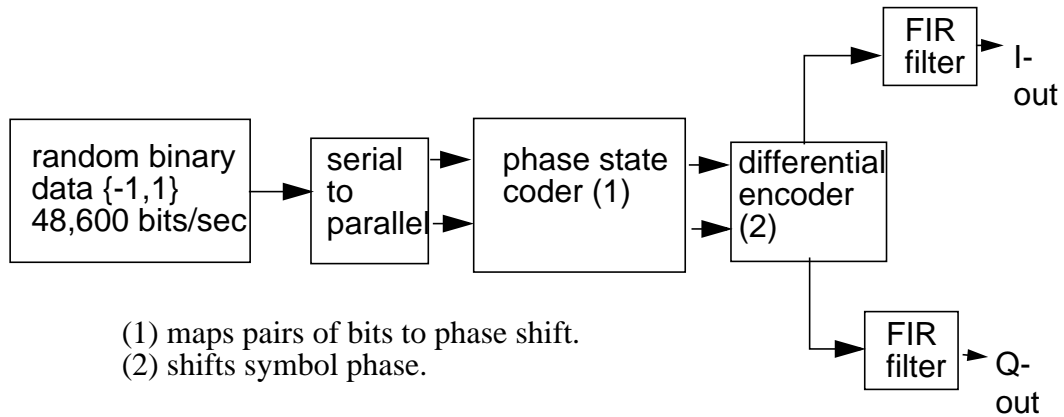 FIR
filter
I-
out
random binary
data {-1,1}
48,600 bits/sec
serial
to
parallel
phase state
coder (1)
differential
encoder
(2)
(1) maps pairs of bits to phase shift.
(2) shifts symbol phase.
FIR
filter
Q-
out